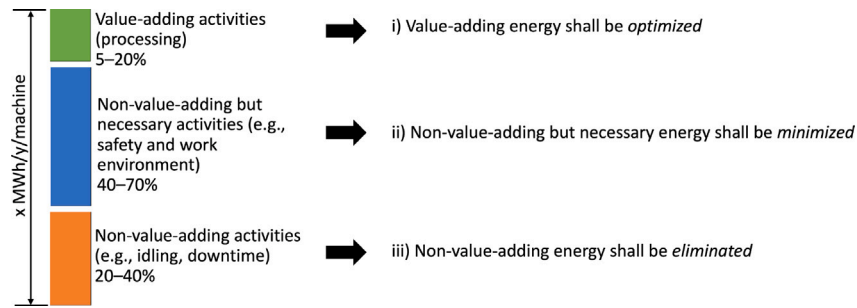 x MWh/y/machine
Value-adding activities
(processing)
5–20%
i) Value-adding energy shall be optimized
Non-value-adding but
necessary activities (e.g.,
safety and work
environment)
40–70%
ii) Non-value-adding but necessary energy shall be minimized
Non-value-adding activities
(e.g., idling, downtime)
20–40%
iii) Non-value-adding energy shall be eliminated